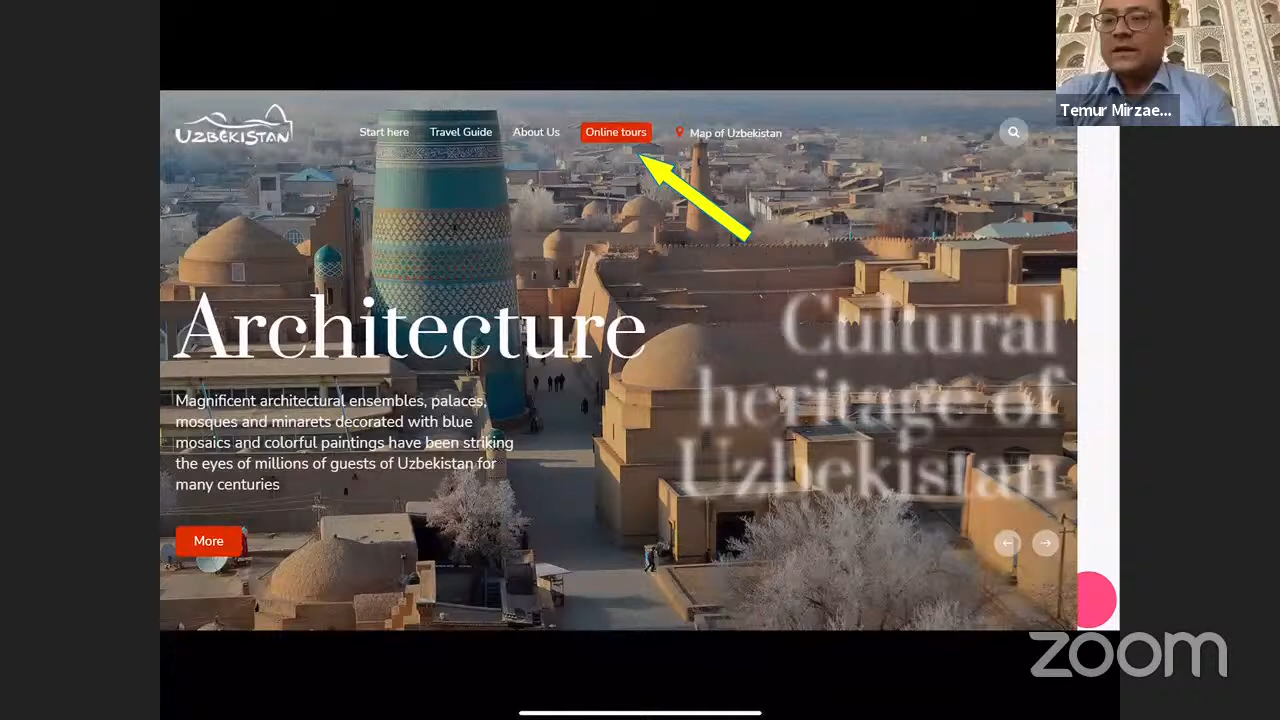 UZBEKISTAN
Start here
Travel Guide
About Us
Online tours
Map of Uzbekistan
Temur Mirzae...
Architecture
Magnificent architectural ensembles, palaces,
mosques and minarets decorated with blue
mosaics and colorful paintings have been striking
the eyes of millions of guests of Uzbekistan for
many centuries
More
Cultural
heritage of
Uzbekistan
zoom